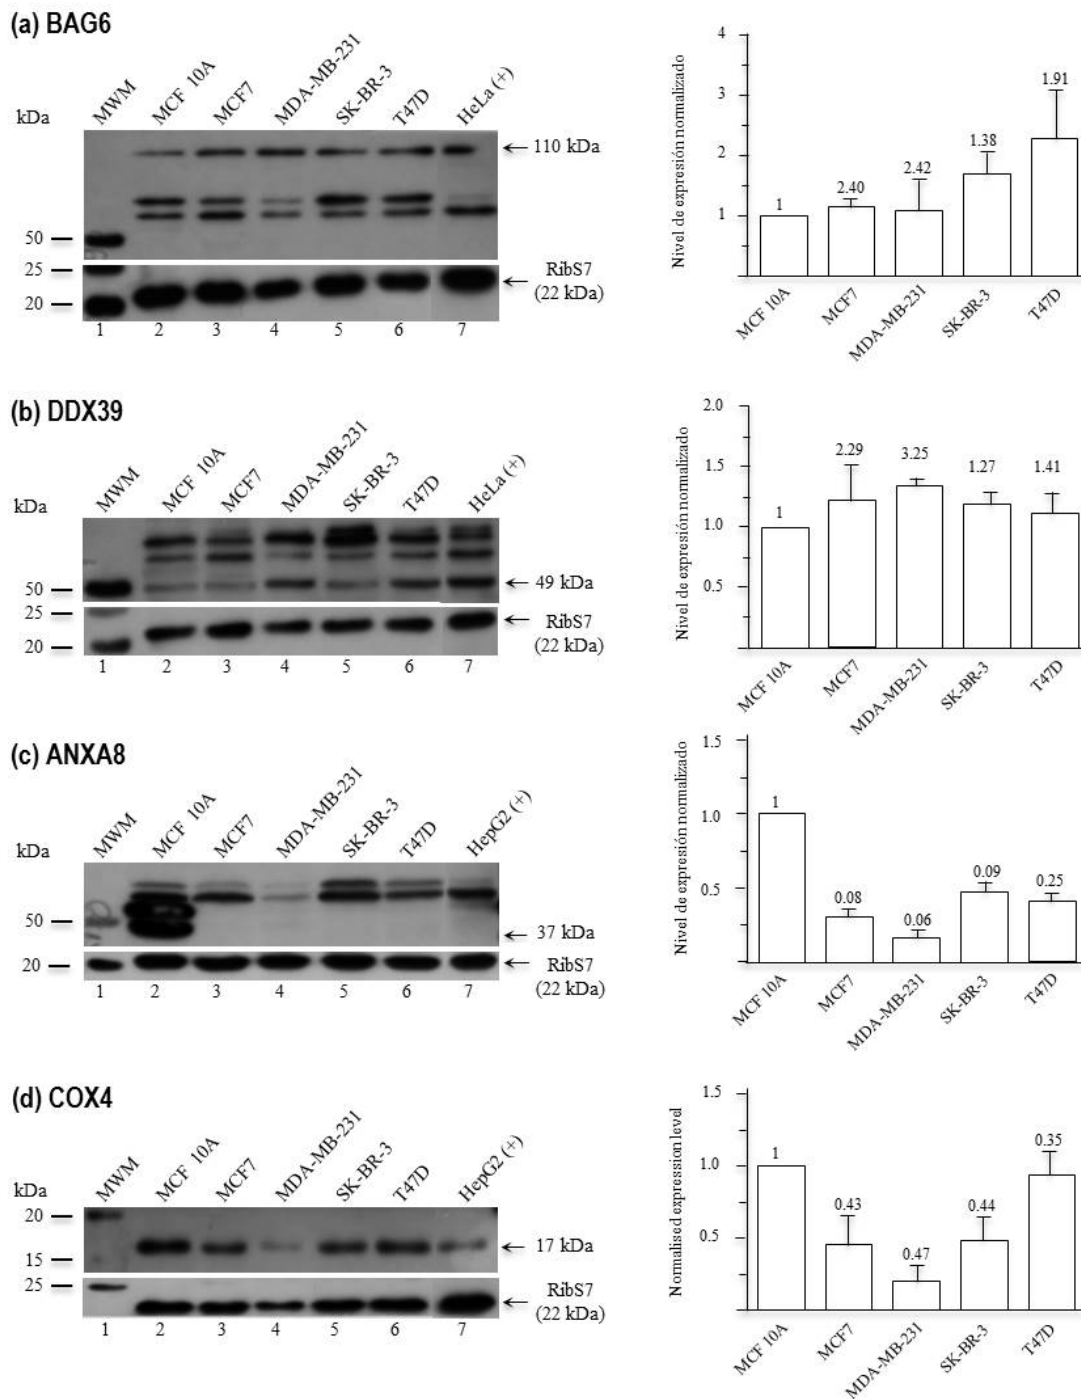 (a) BAG6
kDa
MWM
MCF 10A
MCF7
MDA-MB-231
SK-BR-3
T47D
HeLa (+)
← 110 kDa
50
25
20
← RibS7
(22 kDa)
1 2 3 4 5 6 7
Nivel de expresión normalizado
4
3
2
1
1
2.40
2.42
1.38
1.91
MCF 10A
MCF7
MDA-MB-231
SK-BR-3
T47D
(b) DDX39
kDa
MWM
MCF 10A
MCF7
MDA-MB-231
SK-BR-3
T47D
HeLa (+)
50
← 49 kDa
25
20
← RibS7
(22 kDa)
1 2 3 4 5 6 7
Nivel de expresión normalizado
2.0
1.5
1.0
0.5
1
2.29
3.25
1.27
1.41
MCF 10A
MCF7
MDA-MB-231
SK-BR-3
T47D
(c) ANXA8
kDa
MWM
MCF 10A
MCF7
MDA-MB-231
SK-BR-3
T47D
HepG2 (+)
50
← 37 kDa
20
← RibS7
(22 kDa)
1 2 3 4 5 6 7
Nivel de expresión normalizado
1.5
1.0
0.5
1
0.08
0.06
0.09
0.25
MCF 10A
MCF7
MDA-MB-231
SK-BR-3
T47D
(d) COX4
kDa
MWM
MCF 10A
MCF7
MDA-MB-231
SK-BR-3
T47D
HepG2 (+)
20
15
← 17 kDa
25
← RibS7
(22 kDa)
1 2 3 4 5 6 7
Normalised expression level
1.5
1.0
0.5
1
0.43
0.47
0.44
0.35
MCF 10A
MCF7
MDA-MB-231
SK-BR-3
T47D